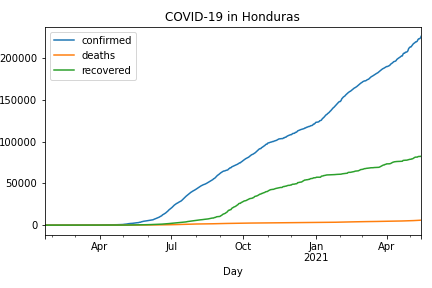 COVID-19 in Honduras
confirmed
deaths
recovered
200000
150000
100000
50000
0
Apr Jul Oct Jan Apr
2021
Day